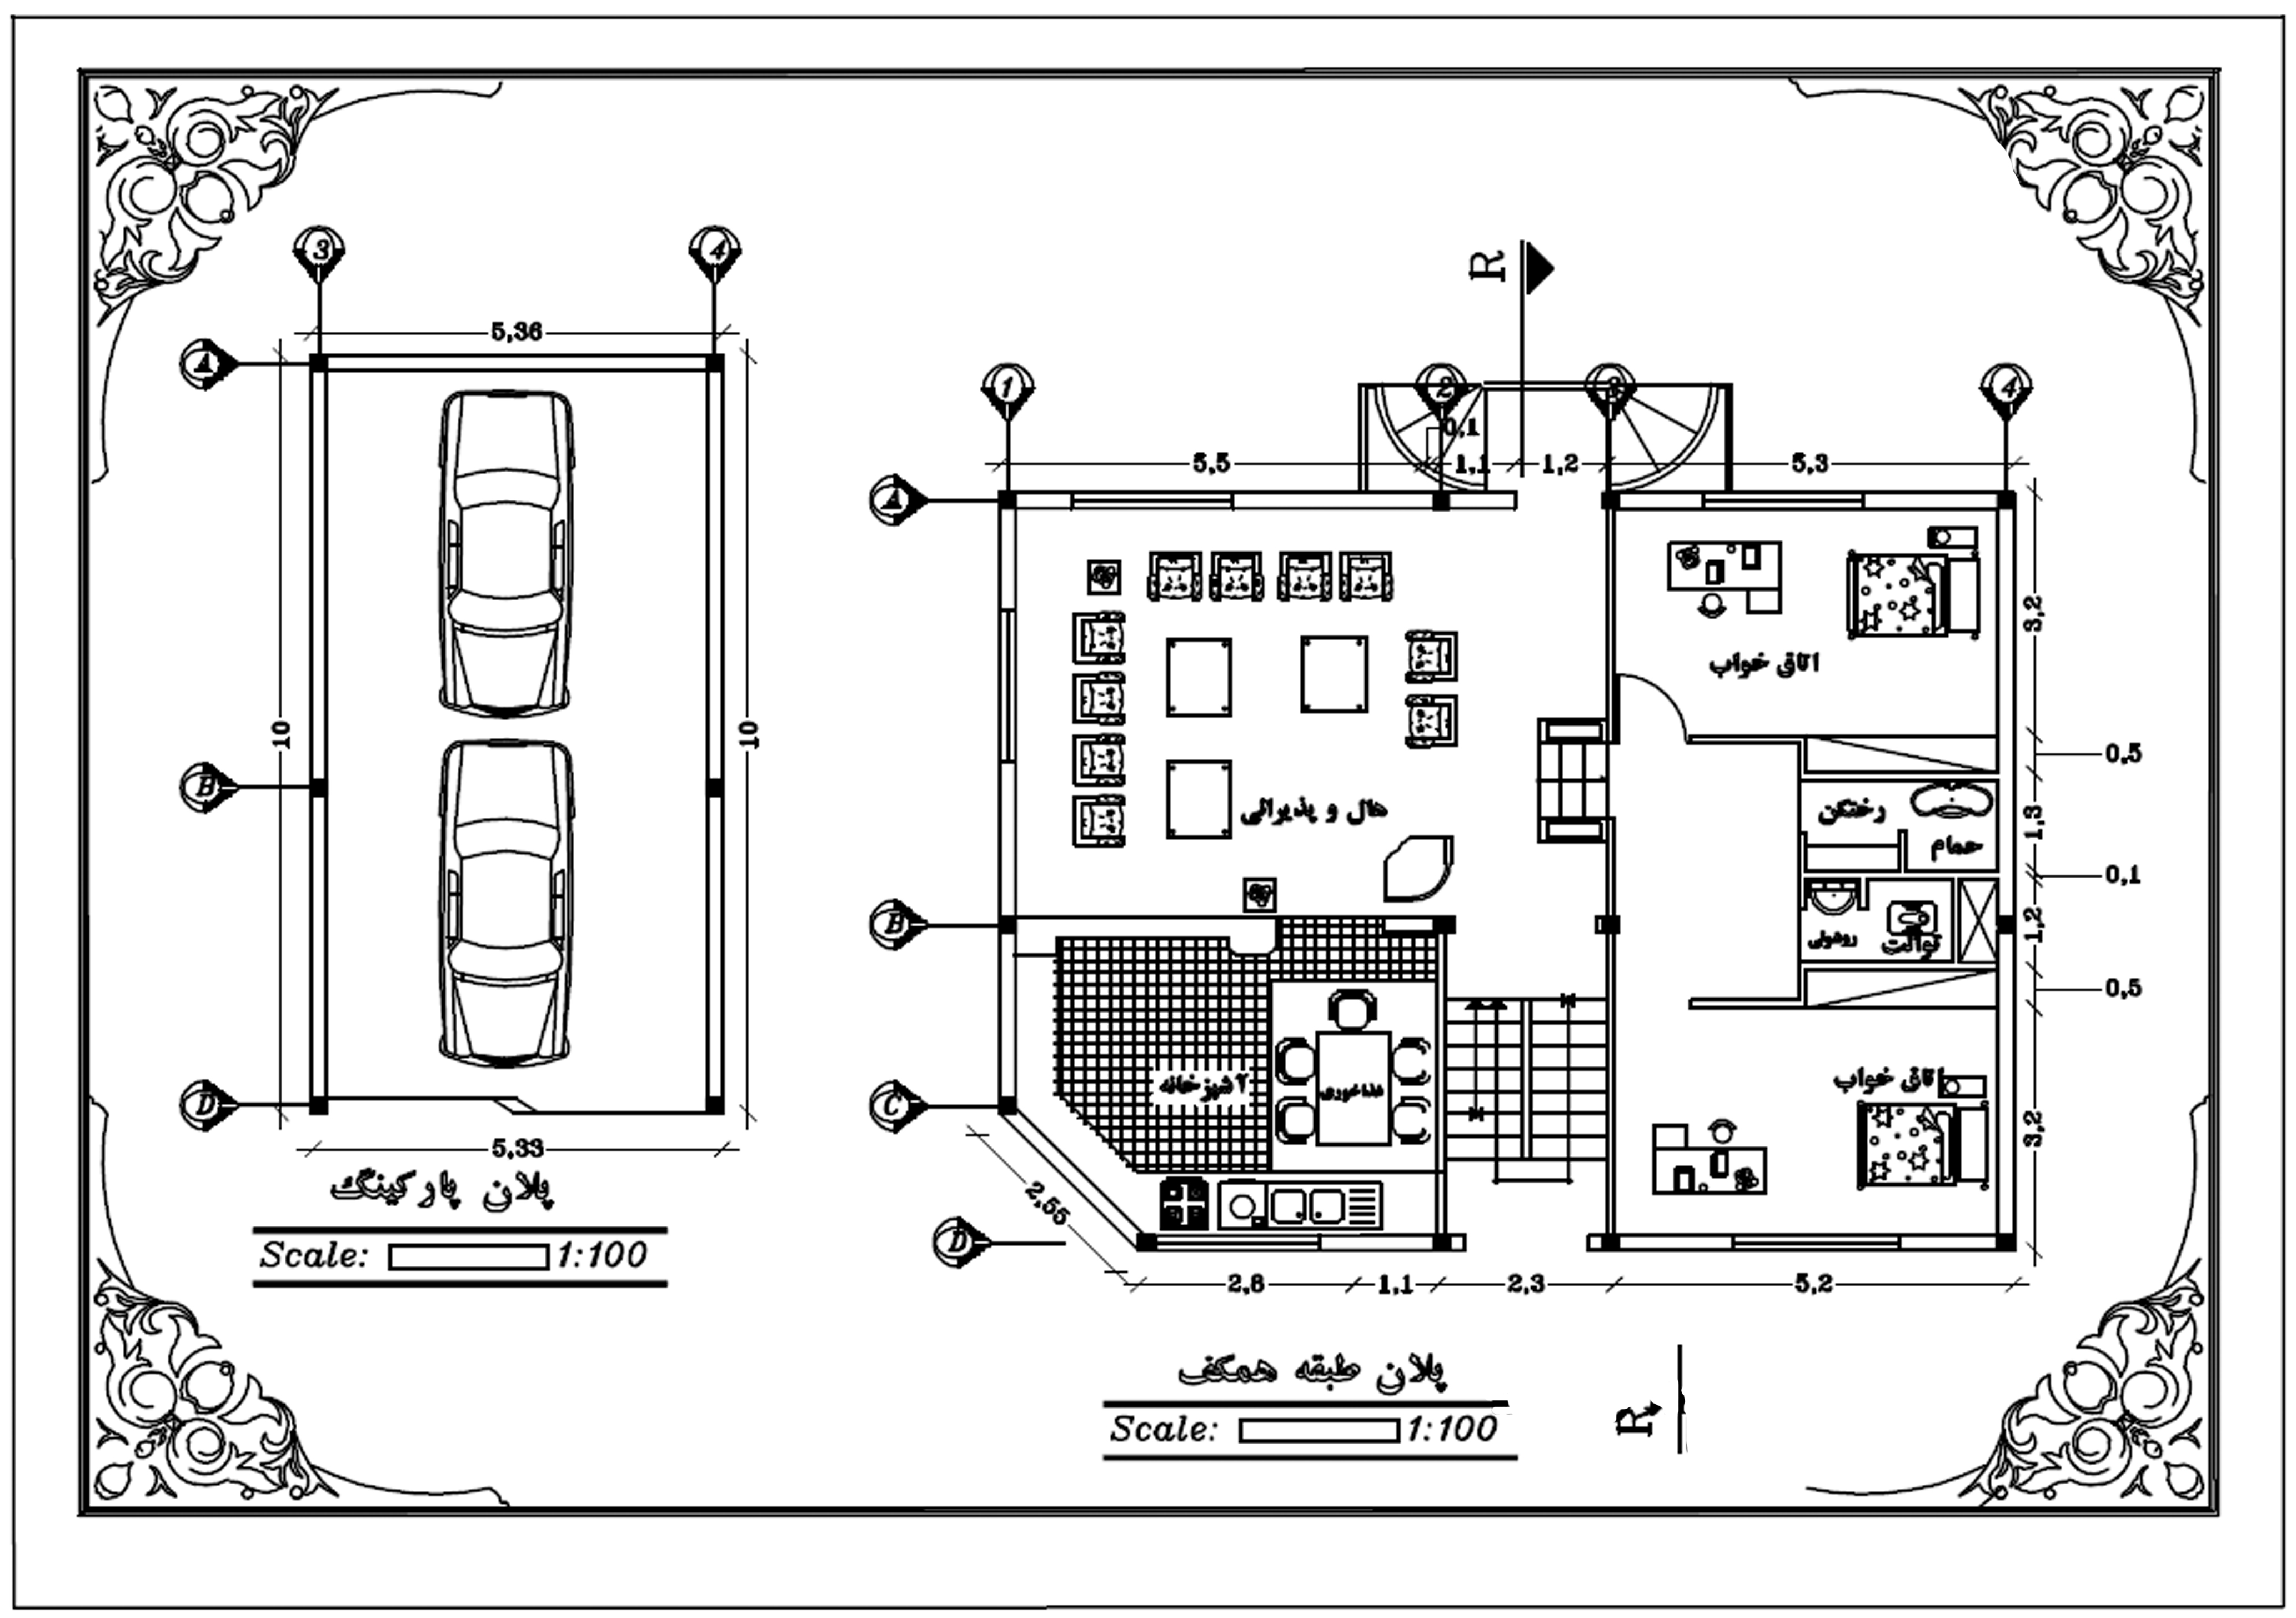 3
4
5,36
A
10
10
B
D
5,33
پلان پارکینگ
Scale: 1:100
R
1
2
3
4
0,1
5,5
1,1
1,2
5,3
A
3,2
اتاق خواب
0,5
هال و پذیرائی
رختکن
حمام
1,3
0,1
B
روشوئی
توالت
1,2
0,5
آشپزخانه
غذاخوری
اتاق خواب
C
3,2
2,55
D
2,8
1,1
2,3
5,2
پلان طبقه همکف
Scale: 1:100
R